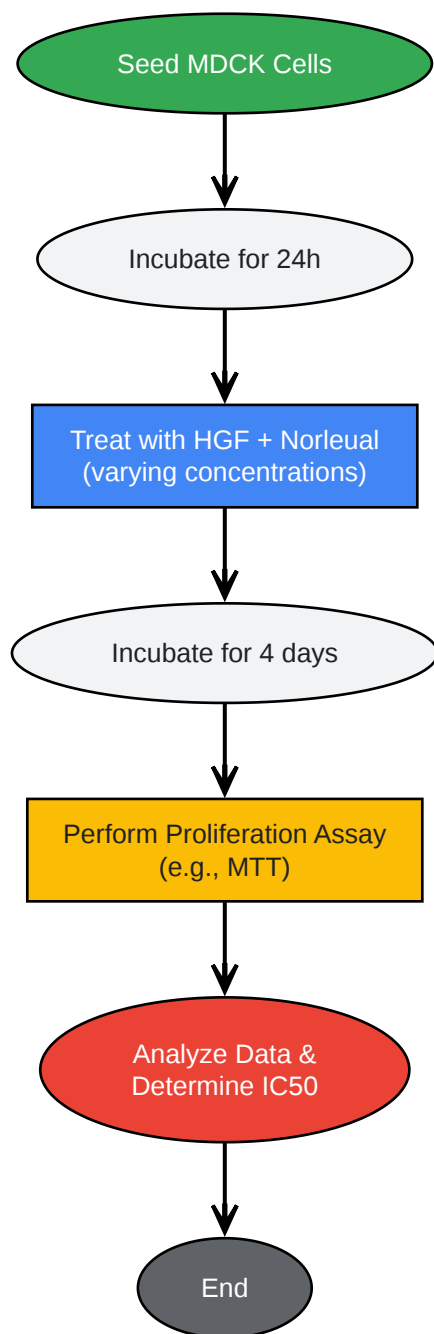 Seed MDCK Cells
Incubate for 24h
Treat with HGF + Norleual
(varying concentrations)
Incubate for 4 days
Perform Proliferation Assay
(e.g., MTT)
Analyze Data &
Determine IC50
End